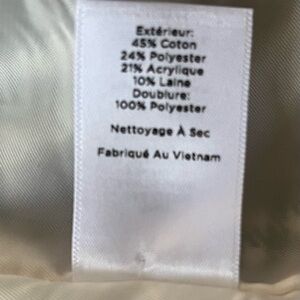 Extérieur:
45% Coton
24% Polyester
21% Acrylique
10% Laine
Doublure:
100% Polyester
Nettoyage À Sec
Fabriqué Au Vietnam